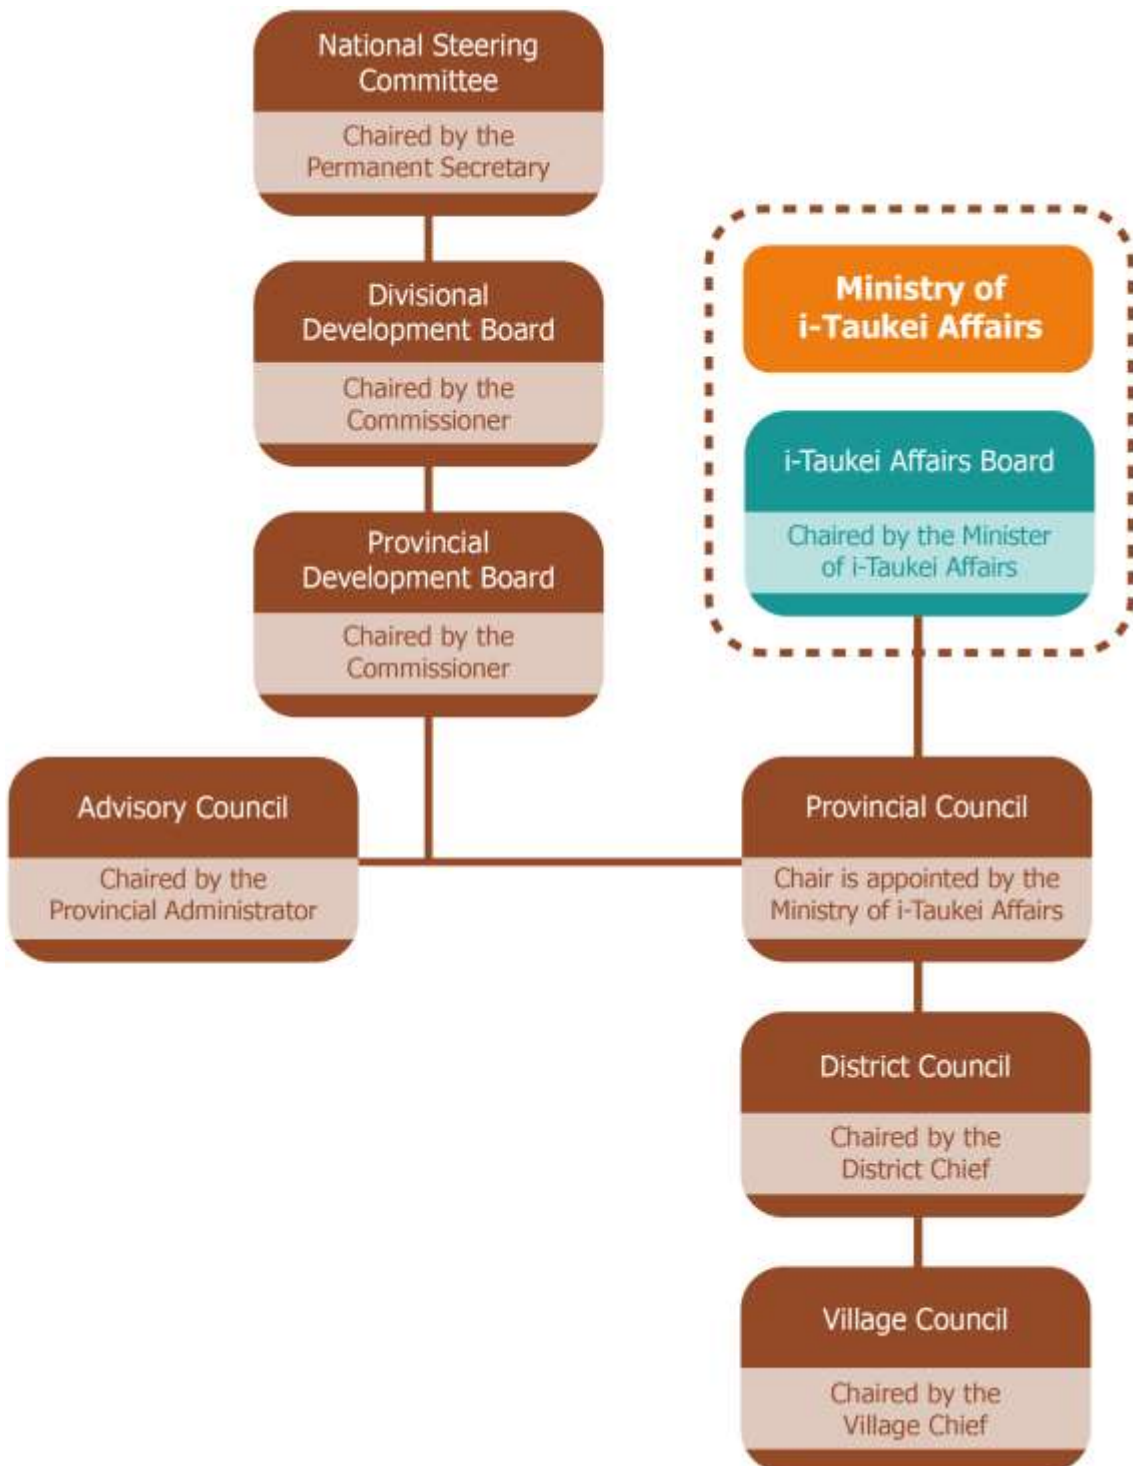 National Steering
Committee
Chaired by the
Permanent Secretary
Divisional
Development Board
Chaired by the
Commissioner
Provincial
Development Board
Chaired by the
Commissioner
Ministry of
i-Taukei Affairs
i-Taukei Affairs Board
Chaired by the Minister
of i-Taukei Affairs
Advisory Council
Chaired by the
Provincial Administrator
Provincial Council
Chair is appointed by the
Ministry of i-Taukei Affairs
District Council
Chaired by the
District Chief
Village Council
Chaired by the
Village Chief